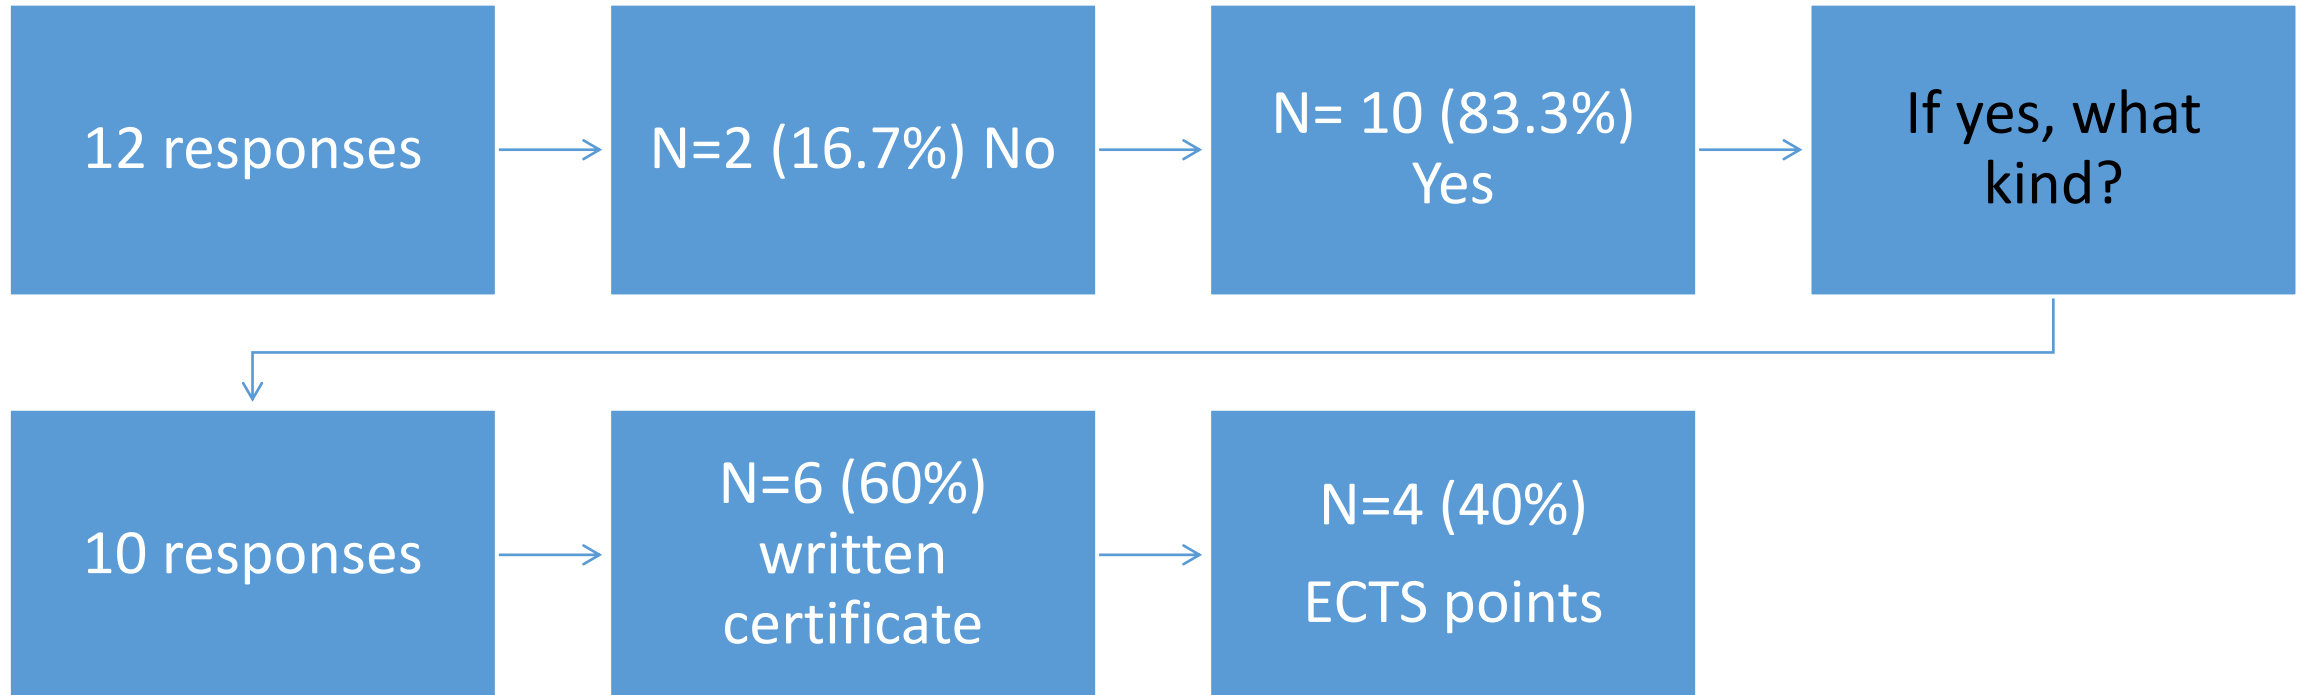 12 responses
N=2 (16.7%) No
N= 10 (83.3%)
Yes
If yes, what
kind?
10 responses
N=6 (60%)
written
certificate
N=4 (40%)
ECTS points